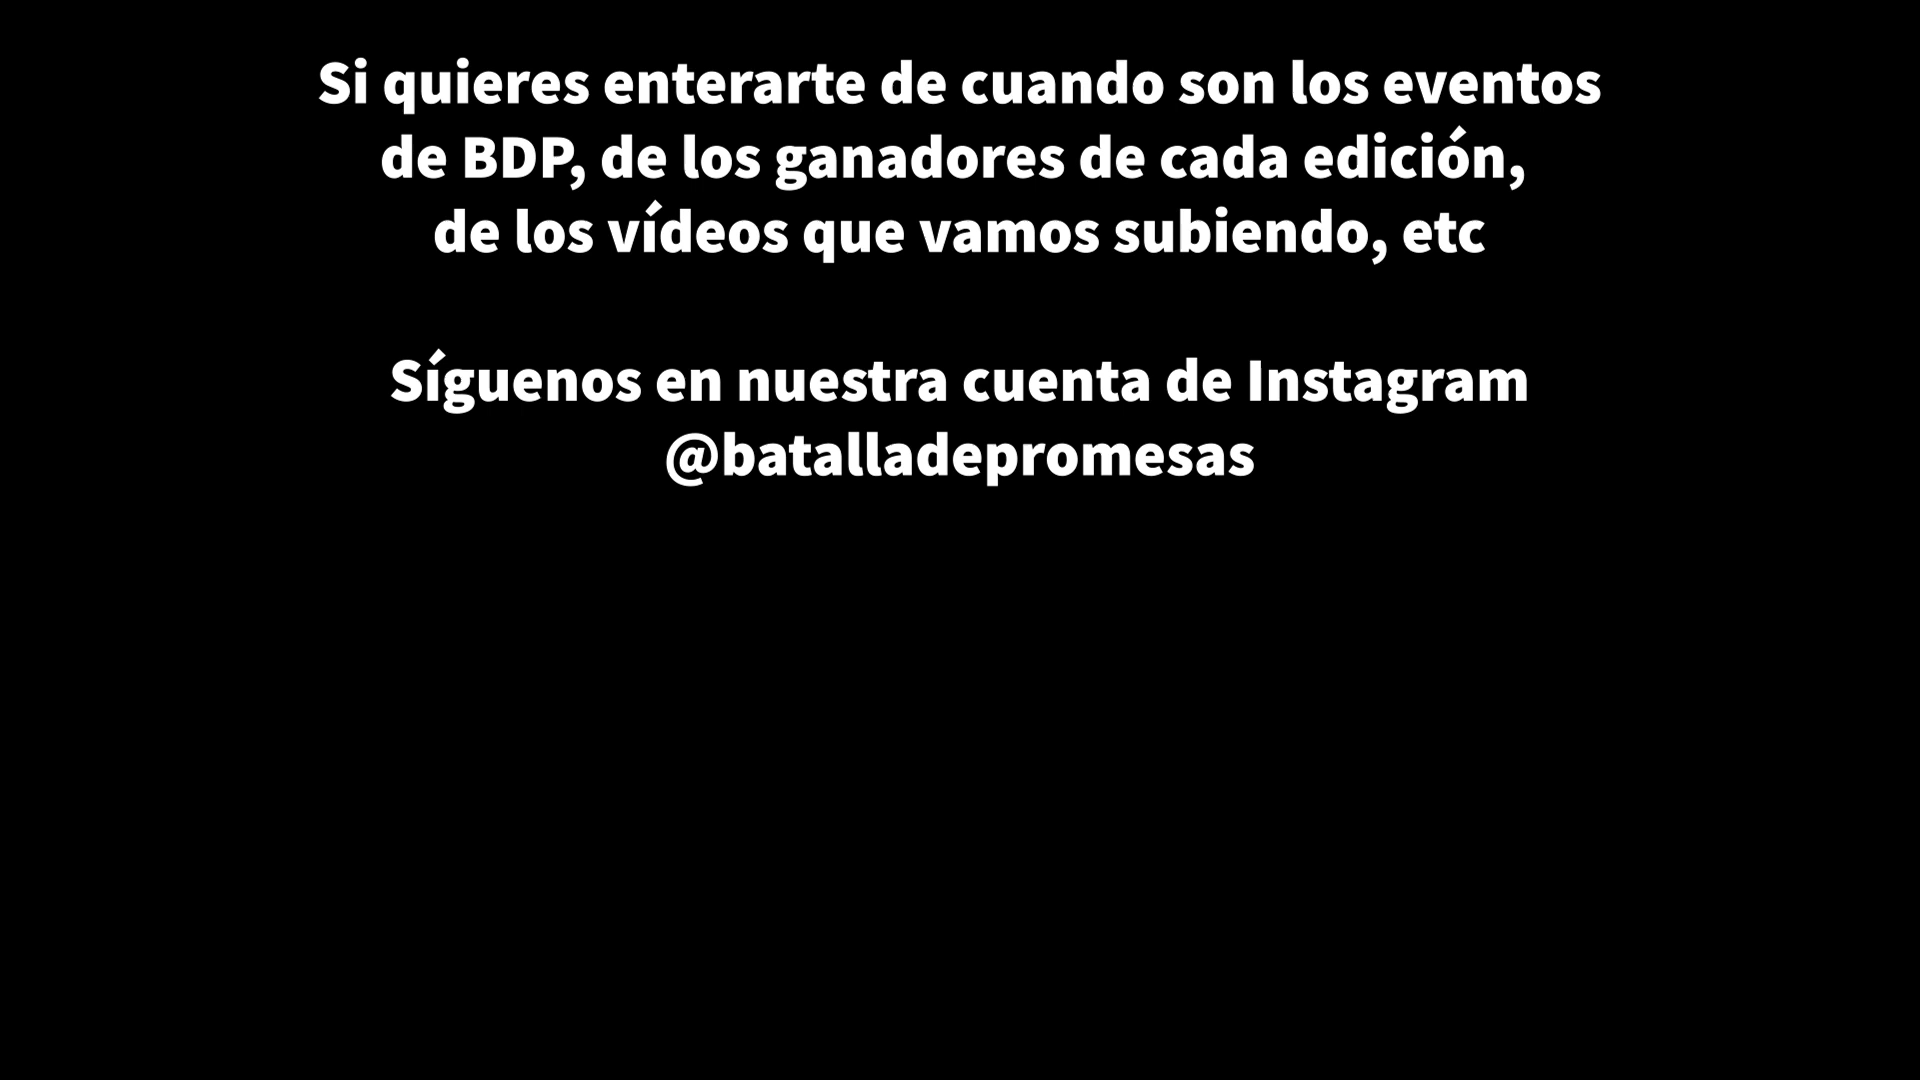 Si quieres enterarte de cuando son los eventos
de BDP, de los ganadores de cada edición,
de los vídeos que vamos subiendo, etc
Síguenos en nuestra cuenta de Instagram
@batalladepromesas